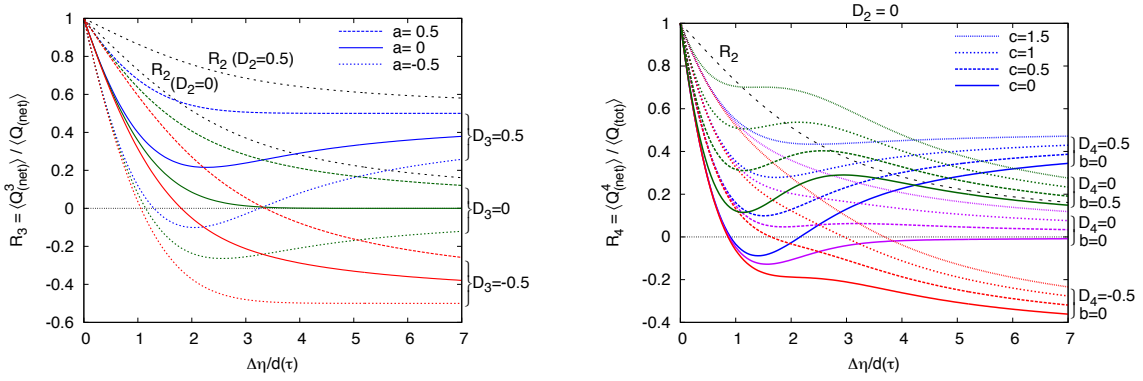 R₃ = ⟨Q³₍net₎⟩ / ⟨Q₍net₎⟩
1
0.8
0.6
0.4
0.2
0
-0.2
-0.4
-0.6
0 1 2 3 4 5 6 7
Δη/d(τ)
R₂ (D₂=0.5)
R₂ (D₂=0)
a= 0.5
a= 0
a=-0.5
D₃=0.5
D₃=0
D₃=-0.5
D₂ = 0
R₄ = ⟨Q⁴₍net₎⟩ / ⟨Q₍tot₎⟩
1
0.8
0.6
0.4
0.2
0
-0.2
-0.4
0 1 2 3 4 5 6 7
Δη/d(τ)
R₂
c=1.5
c=1
c=0.5
c=0
D₄=0.5
b=0
D₄=0
b=0.5
D₄=0
b=0
D₄=-0.5
b=0